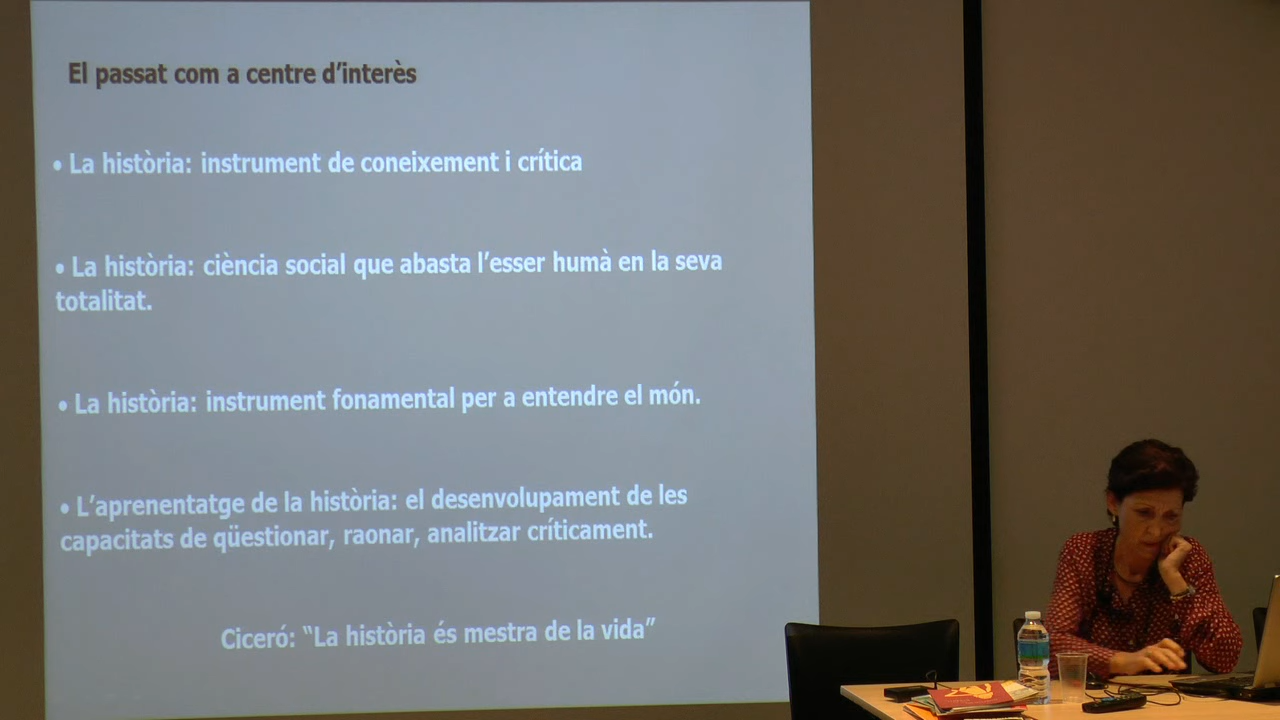 El passat com a centre d’interès
• La història: instrument de coneixement i crítica
• La història: ciència social que abasta l’esser humà en la seva
totalitat.
• La història: instrument fonamental per a entendre el món.
• L’aprenentatge de la història: el desenvolupament de les
capacitats de qüestionar, raonar, analitzar críticament.
Ciceró: “La història és mestra de la vida”